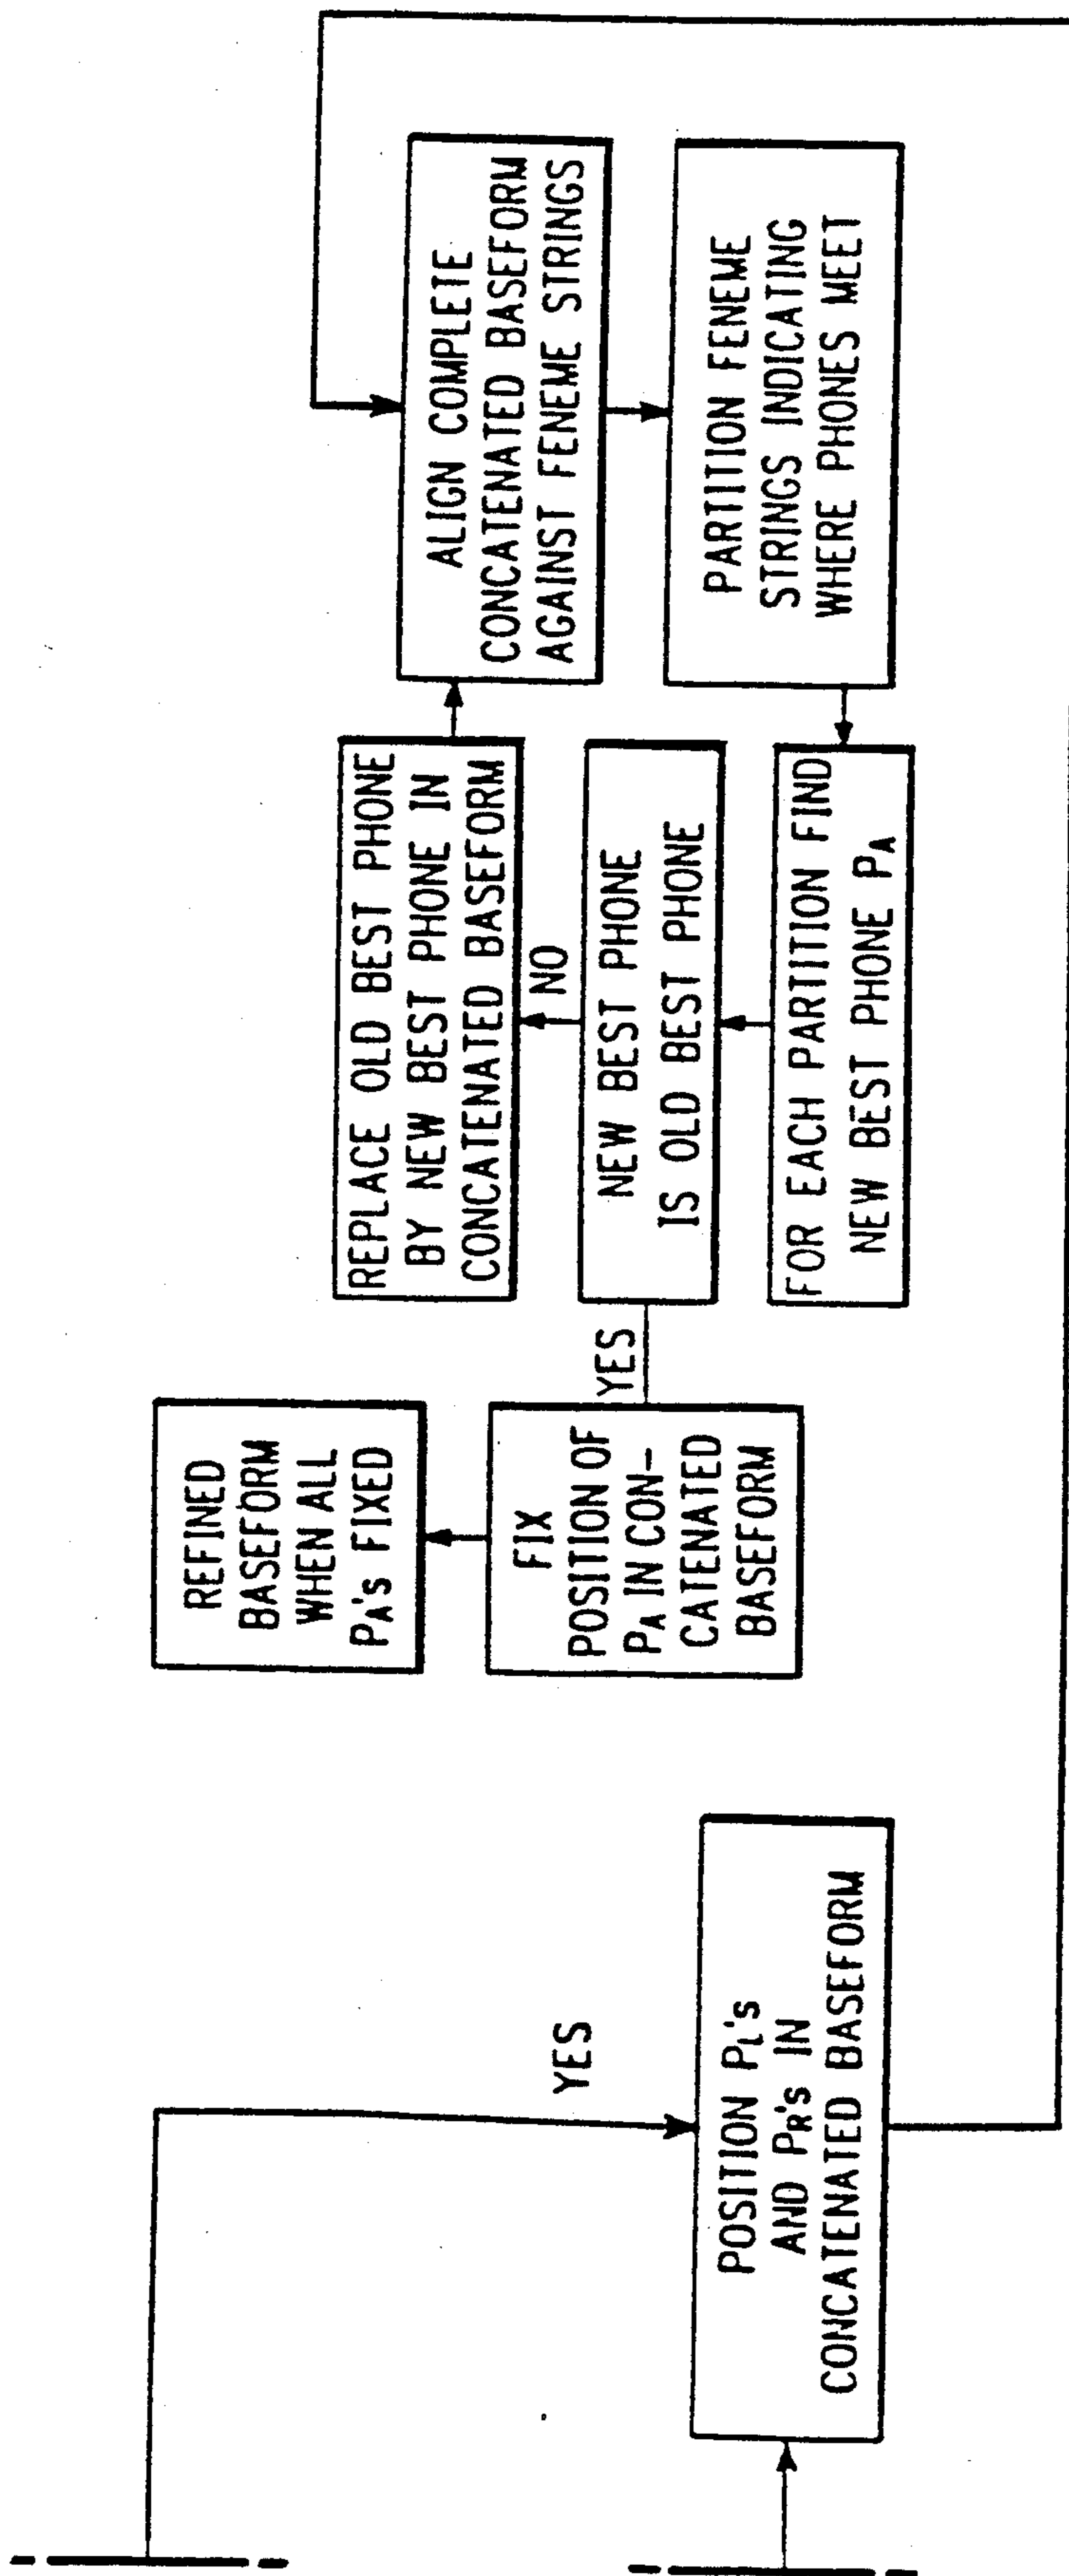 YES
POSITION PL's
AND PR's IN
CONCATENATED BASEFORM
REFINED
BASEFORM
WHEN ALL
PA's FIXED
FIX
POSITION OF
PA IN CON-
CATENATED
BASEFORM
YES
REPLACE OLD BEST PHONE
BY NEW BEST PHONE IN
CONCATENATED BASEFORM
NO
NEW BEST PHONE
IS OLD BEST PHONE
FOR EACH PARTITION FIND
NEW BEST PHONE PA
ALIGN COMPLETE
CONCATENATED BASEFORM
AGAINST FENEME STRINGS
PARTITION FENEME
STRINGS INDICATING
WHERE PHONES MEET